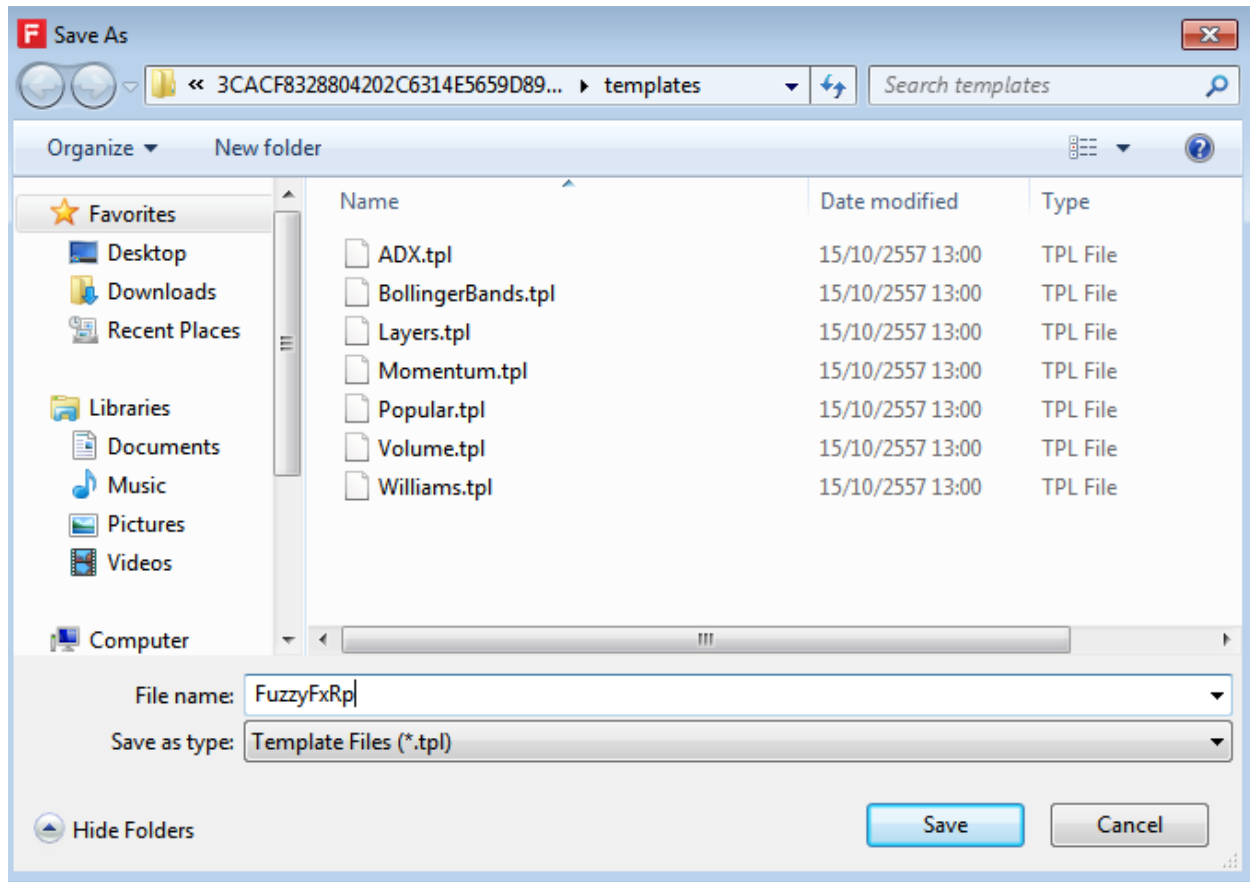 Save As
« 3CACF8328804202C6314E5659D89... ▸ templates
Search templates
Organize
New folder
Name
Date modified
Type
Favorites
Desktop
Downloads
Recent Places
Libraries
Documents
Music
Pictures
Videos
Computer
ADX.tpl 15/10/2557 13:00 TPL File
BollingerBands.tpl 15/10/2557 13:00 TPL File
Layers.tpl 15/10/2557 13:00 TPL File
Momentum.tpl 15/10/2557 13:00 TPL File
Popular.tpl 15/10/2557 13:00 TPL File
Volume.tpl 15/10/2557 13:00 TPL File
Williams.tpl 15/10/2557 13:00 TPL File
File name: FuzzyFxRp
Save as type: Template Files (*.tpl)
Hide Folders
Save
Cancel